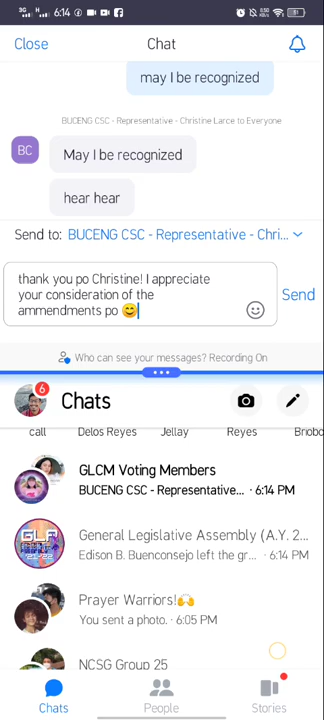 3G H 6:14 0.50 KB/S
Close Chat
may I be recognized
BUCENG CSC - Representative - Christine Larce to Everyone
BC May I be recognized
hear hear
Send to: BUCENG CSC - Representative - Chri...
thank you po Christine! I appreciate
your consideration of the
ammendments po 😊
Send
Who can see your messages? Recording On
6 Chats
call Delos Reyes Jellay Reyes Briobo
GLCM Voting Members
BUCENG CSC - Representative... • 6:14 PM
General Legislative Assembly (A.Y. 2...
Edison B. Buenconsejo left the gr... • 6:14 PM
Prayer Warriors!🙌
You sent a photo. • 6:05 PM
NCSG Group 25
Chats People Stories